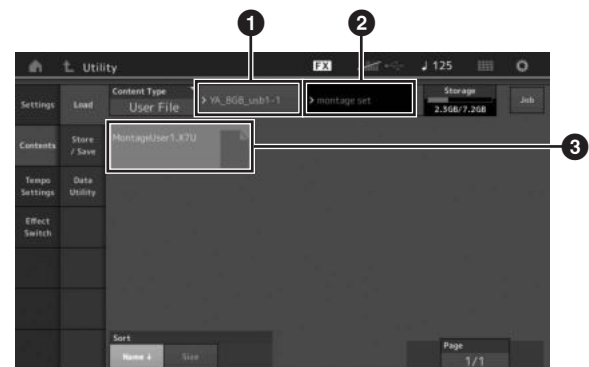 1 2
Utility FX ♩ 125
Settings Load Content Type User File > YA_8GB_usb1-1 > montage set Storage 2.3GB/7.2GB Job
Contents Store / Save MontageUser1.X7U 3
Tempo Settings Data Utility
Effect Switch
Sort
Name ↓ Size
Page
1/1